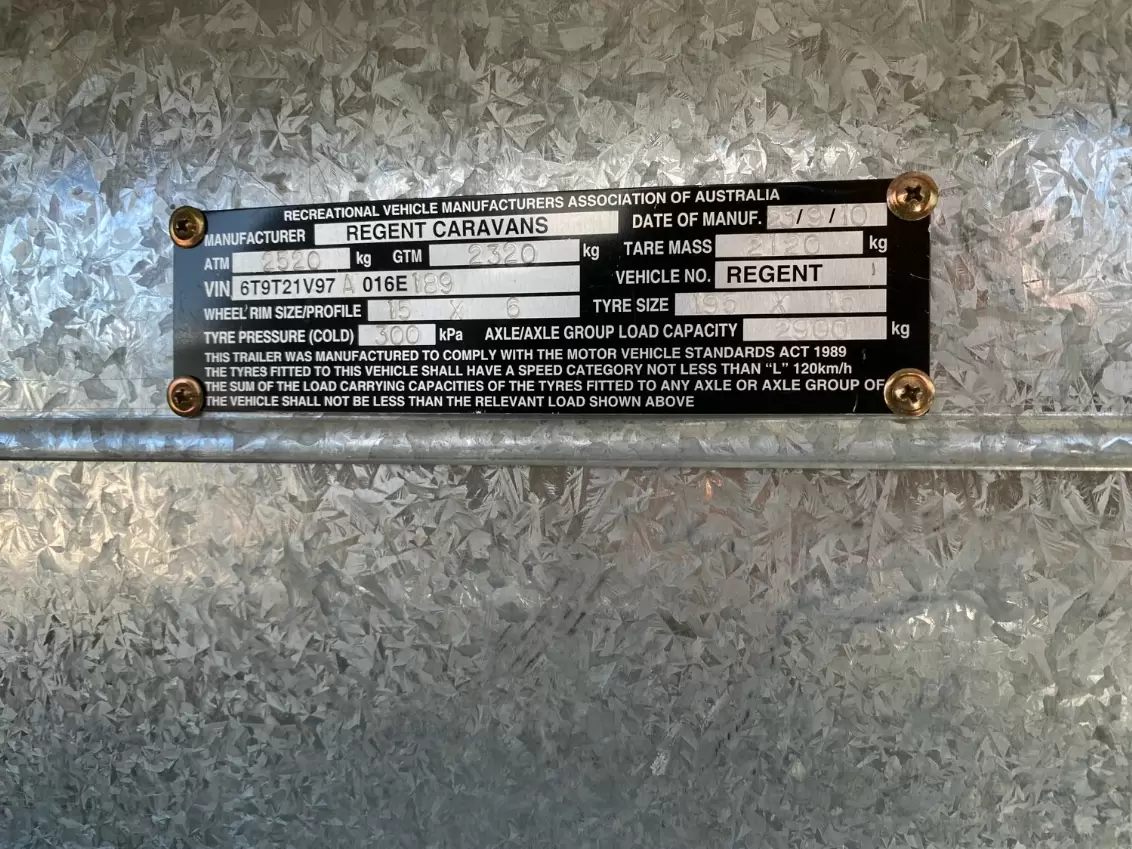 RECREATIONAL VEHICLE MANUFACTURERS ASSOCIATION OF AUSTRALIA
MANUFACTURER REGENT CARAVANS DATE OF MANUF. /9/10
ATM 2520 kg GTM 2320 kg TARE MASS 2120 kg
VIN 6T9T21V97A016E189 VEHICLE NO. REGENT
WHEEL RIM SIZE/PROFILE 15 X 6 TYRE SIZE 195 X 15
TYRE PRESSURE (COLD) 300 kPa AXLE/AXLE GROUP LOAD CAPACITY 2900 kg
THIS TRAILER WAS MANUFACTURED TO COMPLY WITH THE MOTOR VEHICLE STANDARDS ACT 1989
THE TYRES FITTED TO THIS VEHICLE SHALL HAVE A SPEED CATEGORY NOT LESS THAN "L" 120km/h
THE SUM OF THE LOAD CARRYING CAPACITIES OF THE TYRES FITTED TO ANY AXLE OR AXLE GROUP OF
THE VEHICLE SHALL NOT BE LESS THAN THE RELEVANT LOAD SHOWN ABOVE